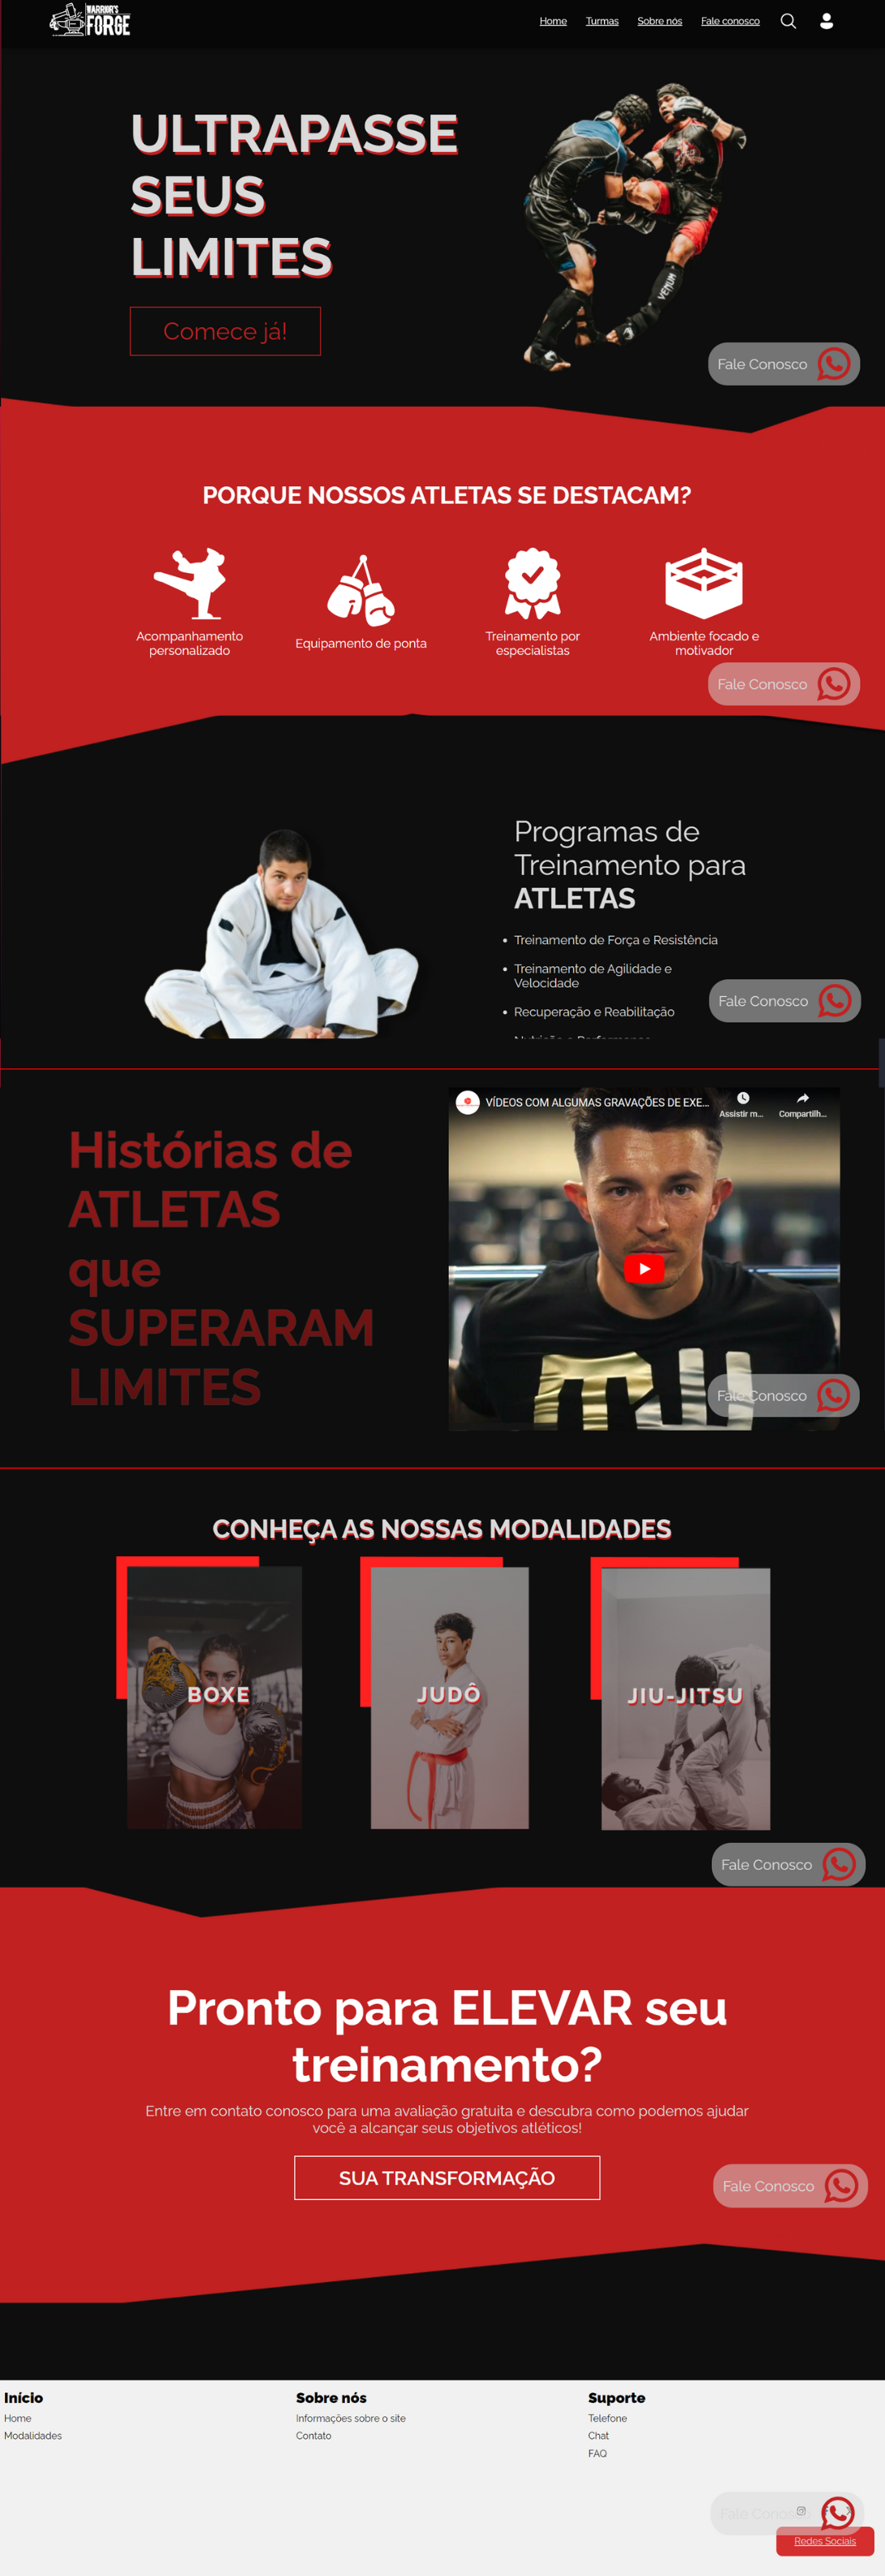 WARRIOR'S
FORGE
Home Turmas Sobre nós Fale conosco
ULTRAPASSE
SEUS
LIMITES
VENUM
Comece já!
Fale Conosco
PORQUE NOSSOS ATLETAS SE DESTACAM?
Acompanhamento
personalizado
Equipamento de ponta
Treinamento por
especialistas
Ambiente focado e
motivador
Fale Conosco
Programas de
Treinamento para
ATLETAS
• Treinamento de Força e Resistência
• Treinamento de Agilidade e
Velocidade
• Recuperação e Reabilitação
Fale Conosco
Histórias de
ATLETAS
que
SUPERARAM
LIMITES
VÍDEOS COM ALGUMAS GRAVAÇÕES DE EXE...
Assistir m...
Compartilh...
Fale Conosco
CONHEÇA AS NOSSAS MODALIDADES
BOXE
JUDÔ
JIU-JITSU
Fale Conosco
Pronto para ELEVAR seu
treinamento?
Entre em contato conosco para uma avaliação gratuita e descubra como podemos ajudar
você a alcançar seus objetivos atléticos!
SUA TRANSFORMAÇÃO
Fale Conosco
Início
Home
Modalidades
Sobre nós
Informações sobre o site
Contato
Suporte
Telefone
Chat
FAQ
Fale Conosco
Redes Sociais